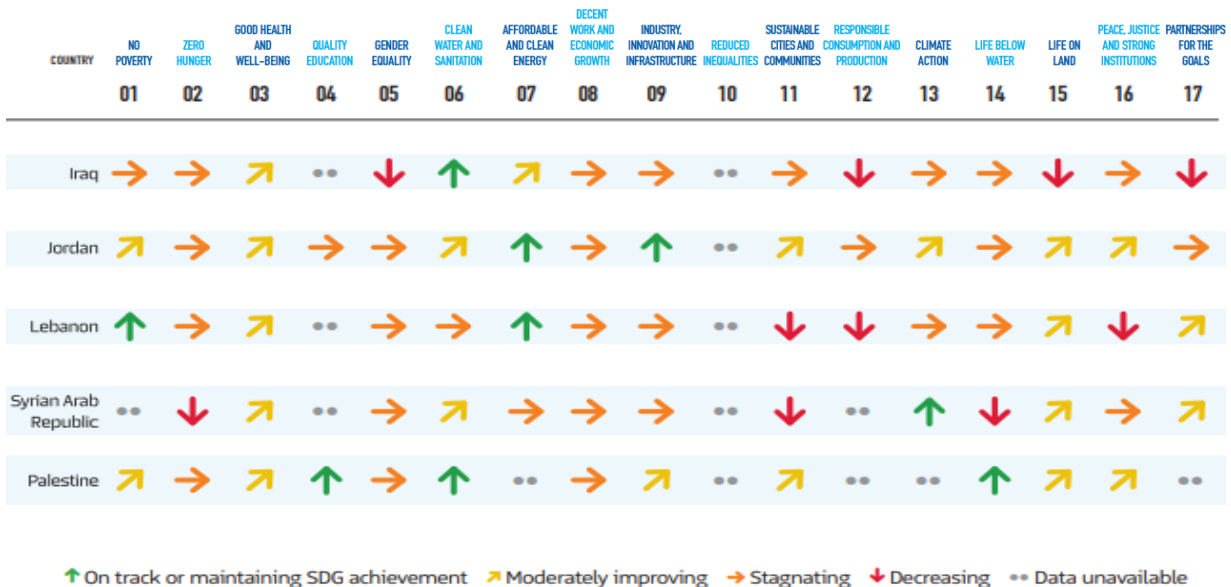 COUNTRY
NO POVERTY
ZERO HUNGER
GOOD HEALTH AND WELL-BEING
QUALITY EDUCATION
GENDER EQUALITY
CLEAN WATER AND SANITATION
AFFORDABLE AND CLEAN ENERGY
DECENT WORK AND ECONOMIC GROWTH
INDUSTRY, INNOVATION AND INFRASTRUCTURE
REDUCED INEQUALITIES
SUSTAINABLE CITIES AND COMMUNITIES
RESPONSIBLE CONSUMPTION AND PRODUCTION
CLIMATE ACTION
LIFE BELOW WATER
LIFE ON LAND
PEACE, JUSTICE AND STRONG INSTITUTIONS
PARTNERSHIPS FOR THE GOALS
01 02 03 04 05 06 07 08 09 10 11 12 13 14 15 16 17
Iraq
Jordan
Lebanon
Syrian Arab
Republic
Palestine
On track or maintaining SDG achievement Moderately improving Stagnating Decreasing Data unavailable